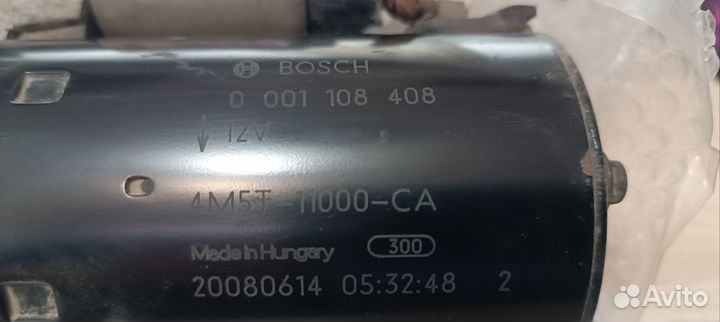 BOSCH
0 001 108 408
12V
4M5T-11000-CA
Made in Hungary 300
20080614 05:32:48 2
Avito